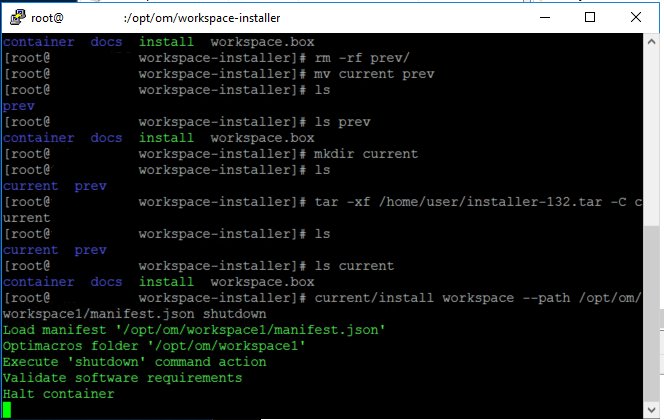 root@ :/opt/om/workspace-installer
container docs install workspace.box
[root@ workspace-installer]# rm -rf prev/
[root@ workspace-installer]# mv current prev
[root@ workspace-installer]# ls
prev
[root@ workspace-installer]# ls prev
container docs install workspace.box
[root@ workspace-installer]# mkdir current
[root@ workspace-installer]# ls
current prev
[root@ workspace-installer]# tar -xf /home/user/installer-132.tar -C c
urrent
[root@ workspace-installer]# ls
current prev
[root@ workspace-installer]# ls current
container docs install workspace.box
[root@ workspace-installer]# current/install workspace --path /opt/om/
workspace1/manifest.json shutdown
Load manifest '/opt/om/workspace1/manifest.json'
Optimacros folder '/opt/om/workspace1'
Execute 'shutdown' command action
Validate software requirements
Halt container